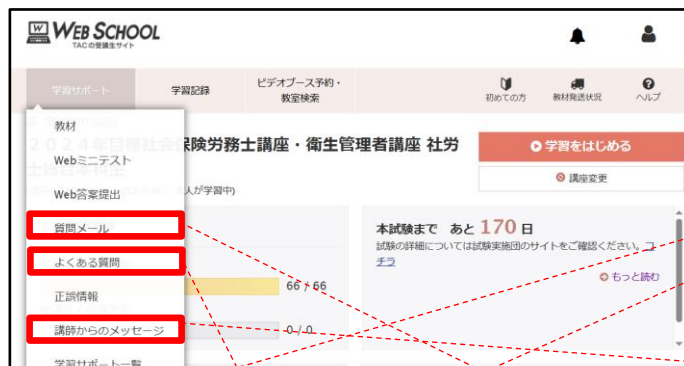 W WEB SCHOOL
TACの受講生サイト
学習サポート
学習記録
ビデオブース予約・
教室検索
初めての方
教材発送状況
ヘルプ
教材
Webミニテスト
Web答案提出
質問メール
よくある質問
正誤情報
講師からのメッセージ
学習サポート一覧
2024年目標社会保険労務士講座・衛生管理者講座 社労
人が学習中)
学習をはじめる
講座変更
66 / 66
0 / 0
本試験まで あと 170 日
試験の詳細については試験実施団のサイトをご確認ください。コ
チラ
もっと読む